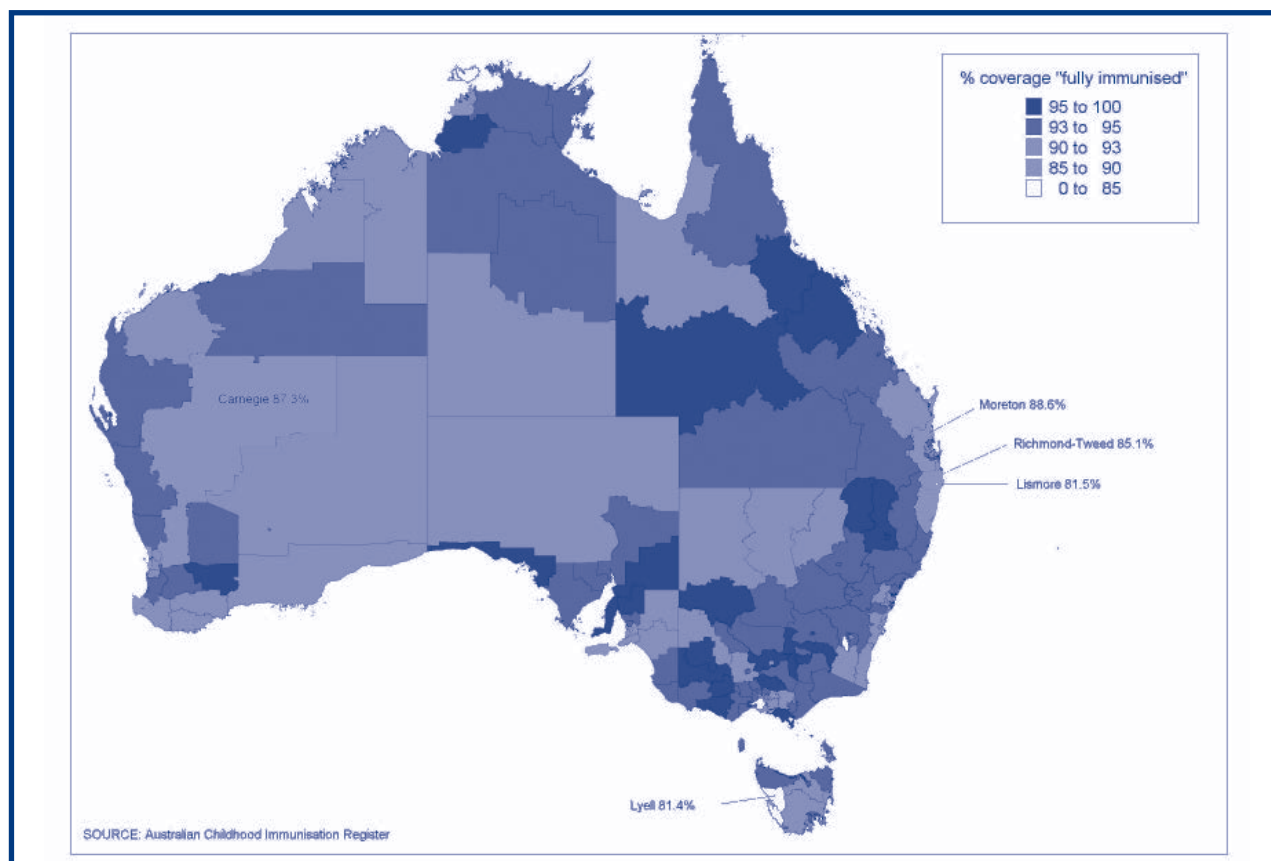 % coverage "fully immunised"
95 to 100
93 to 95
90 to 93
85 to 90
0 to 85
Carnegie 87.3%
Moreton 88.6%
Richmond-Tweed 85.1%
Lismore 81.5%
Lyell 81.4%
SOURCE: Australian Childhood Immunisation Register